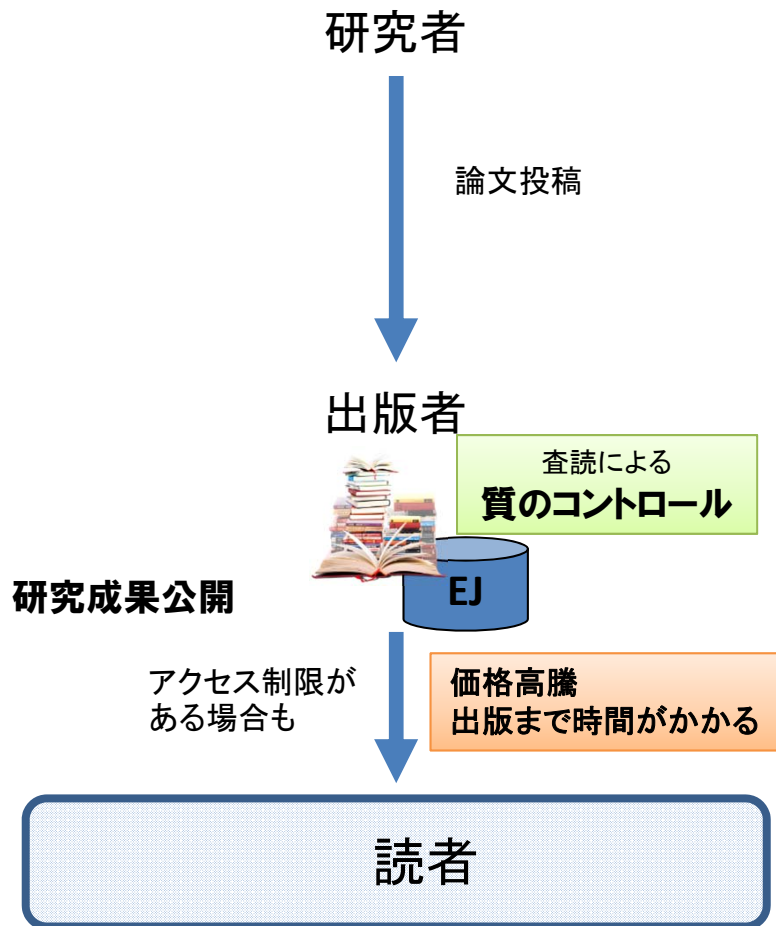 研究者
論文投稿
出版者
査読による
質のコントロール
EJ
研究成果公開
アクセス制限が
ある場合も
価格高騰
出版まで時間がかかる
読者